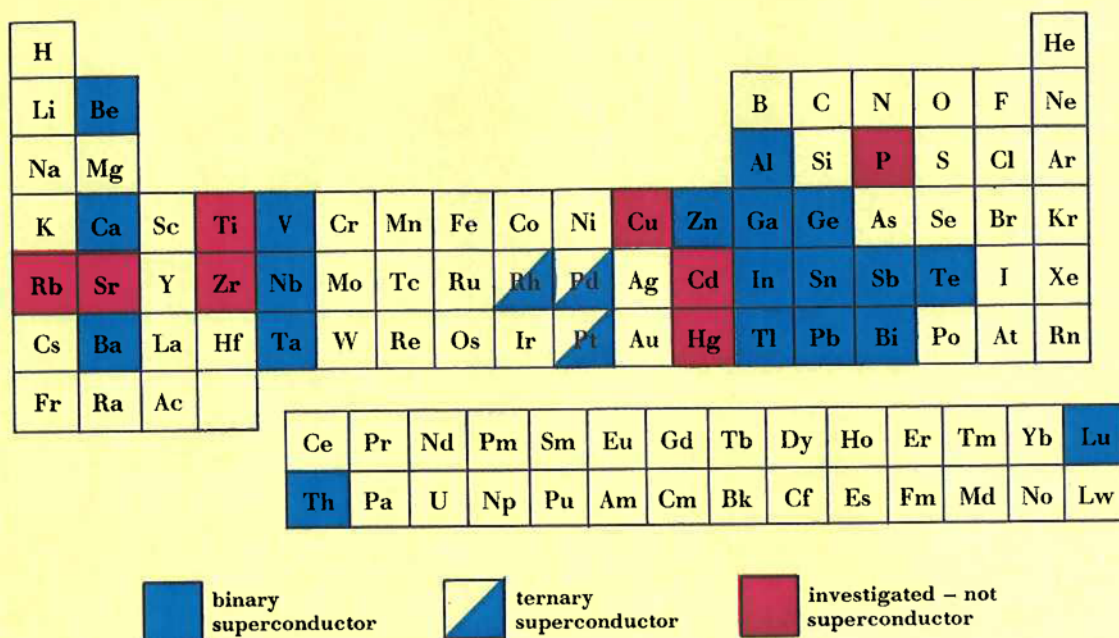 H He
Li Be B C N O F Ne
Na Mg Al Si P S Cl Ar
K Ca Sc Ti V Cr Mn Fe Co Ni Cu Zn Ga Ge As Se Br Kr
Rb Sr Y Zr Nb Mo Tc Ru Rh Pd Ag Cd In Sn Sb Te I Xe
Cs Ba La Hf Ta W Re Os Ir Pt Au Hg Tl Pb Bi Po At Rn
Fr Ra Ac
Ce Pr Nd Pm Sm Eu Gd Tb Dy Ho Er Tm Yb Lu
Th Pa U Np Pu Am Cm Bk Cf Es Fm Md No Lw
binary
superconductor
ternary
superconductor
investigated – not
superconductor